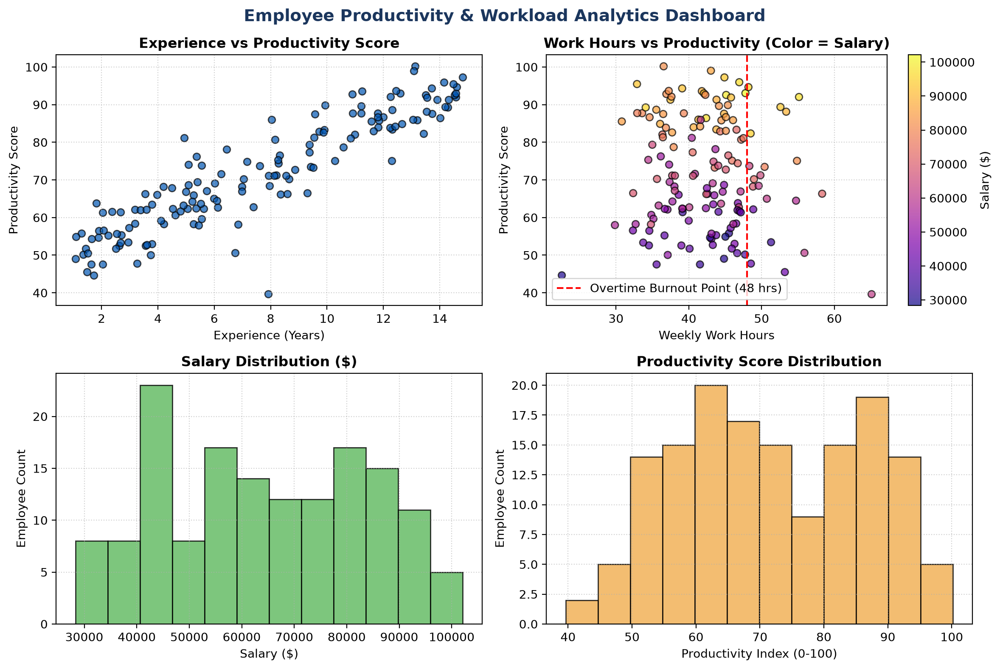 Employee Productivity & Workload Analytics Dashboard
Experience vs Productivity Score
100
90
80
70
60
50
40
Productivity Score
2 4 6 8 10 12 14
Experience (Years)
Work Hours vs Productivity (Color = Salary)
100
90
80
70
60
50
40
Productivity Score
Overtime Burnout Point (48 hrs)
30 40 50 60
Weekly Work Hours
100000
90000
80000
70000
60000
50000
40000
30000
Salary ($)
Salary Distribution ($)
20
15
10
5
0
Employee Count
30000 40000 50000 60000 70000 80000 90000 100000
Salary ($)
Productivity Score Distribution
20.0
17.5
15.0
12.5
10.0
7.5
5.0
2.5
0.0
Employee Count
40 50 60 70 80 90 100
Productivity Index (0-100)